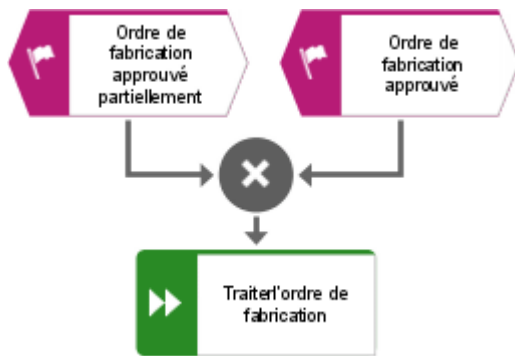 Ordre de
fabrication
approuvé
partiellement
Ordre de
fabrication
approuvé
Traiterl'ordre de
fabrication